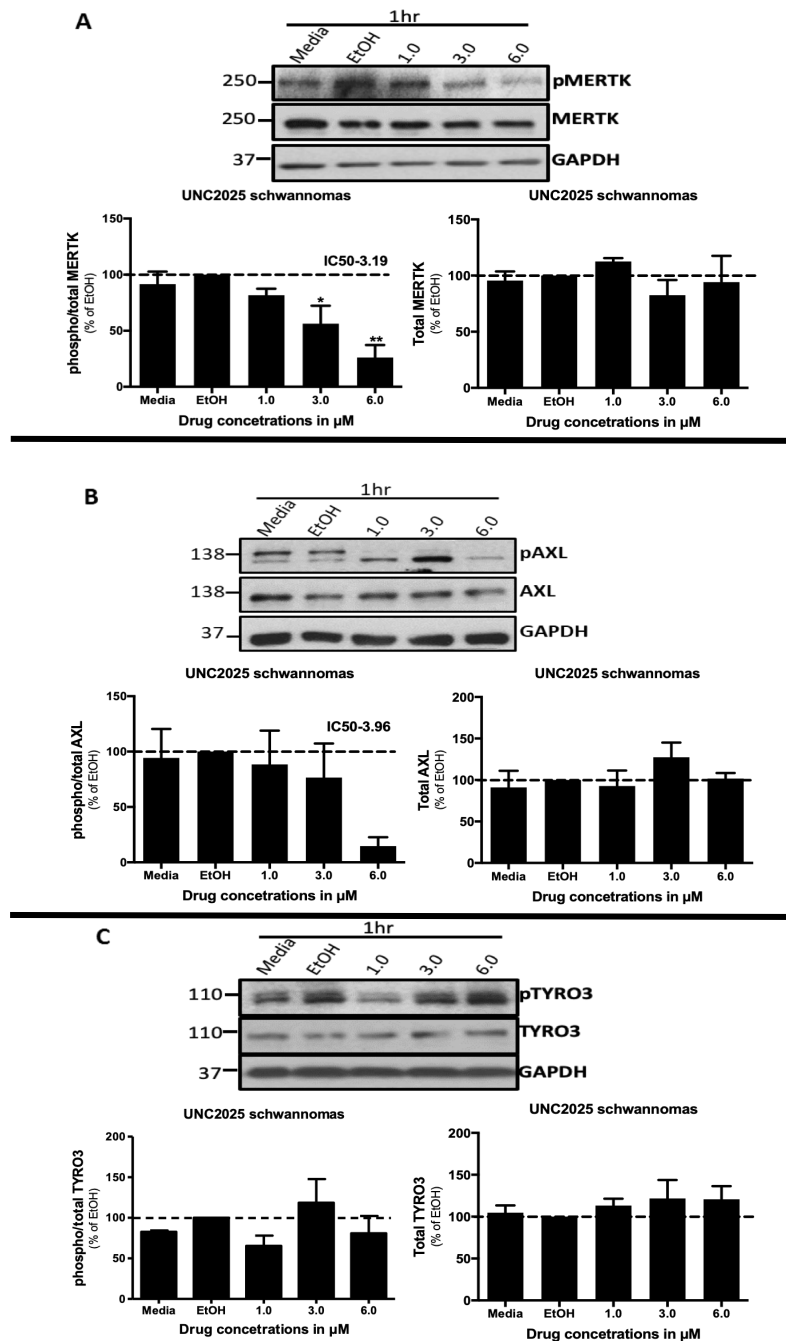 A
1hr
Media EtOH 1.0 3.0 6.0
250 pMERTK
250 MERTK
37 GAPDH
UNC2025 schwannomas UNC2025 schwannomas
150
100
50
0
phospho/total MERTK
(% of EtOH)
IC50-3.19
* **
Media EtOH 1.0 3.0 6.0
Drug concetrations in µM
150
100
50
0
Total MERTK
(% of EtOH)
Media EtOH 1.0 3.0 6.0
Drug concetrations in µM
B
1hr
Media EtOH 1.0 3.0 6.0
138 pAXL
138 AXL
37 GAPDH
UNC2025 schwannomas UNC2025 schwannomas
150
100
50
0
phospho/total AXL
(% of EtOH)
IC50-3.96
Media EtOH 1.0 3.0 6.0
Drug concetrations in µM
200
150
100
50
0
Total AXL
(% of EtOH)
Media EtOH 1.0 3.0 6.0
Drug concetrations in µM
C
1hr
Media EtOH 1.0 3.0 6.0
110 pTYRO3
110 TYRO3
37 GAPDH
UNC2025 schwannomas UNC2025 schwannomas
200
150
100
50
0
phospho/total TYRO3
(% of EtOH)
Media EtOH 1.0 3.0 6.0
Drug concetrations in µM
200
150
100
50
0
Total TYRO3
(% of EtOH)
Media EtOH 1.0 3.0 6.0
Drug concetrations in µM